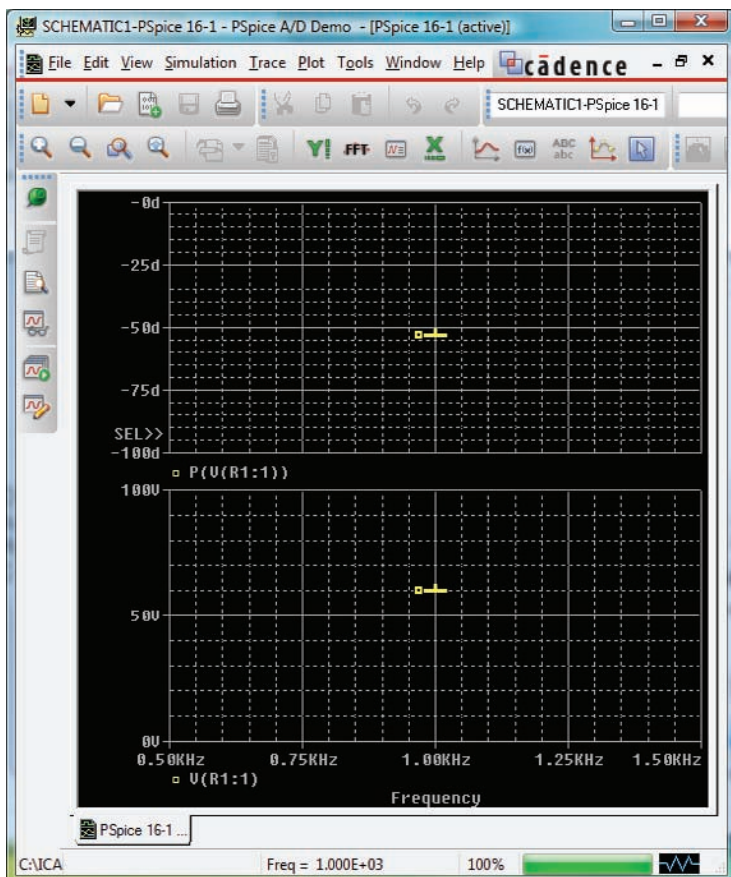 SCHEMATIC1-PSpice 16-1 - PSpice A/D Demo - [PSpice 16-1 (active)]
File Edit View Simulation Trace Plot Tools Window Help cādence
SCHEMATIC1-PSpice 16-1
FFT
ABC
abc
-0d
-25d
-50d
-75d
SEL>>
-100d
P(V(R1:1))
100V
50V
0V
0.50KHz 0.75KHz 1.00KHz 1.25KHz 1.50KHz
V(R1:1)
Frequency
PSpice 16-1 ...
C:\ICA Freq = 1.000E+03 100%